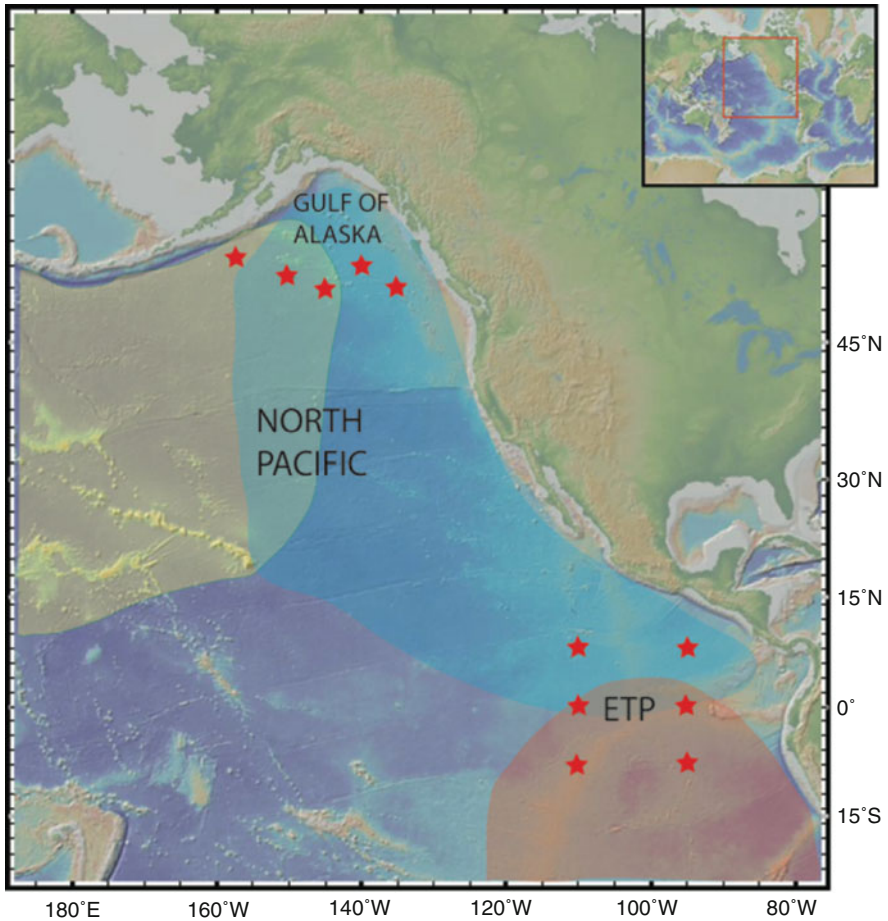 GULF OF
ALASKA
45˚N
NORTH
PACIFIC
30˚N
15˚N
ETP
0˚
15˚S
180˚E
160˚W
140˚W
120˚W
100˚W
80˚W